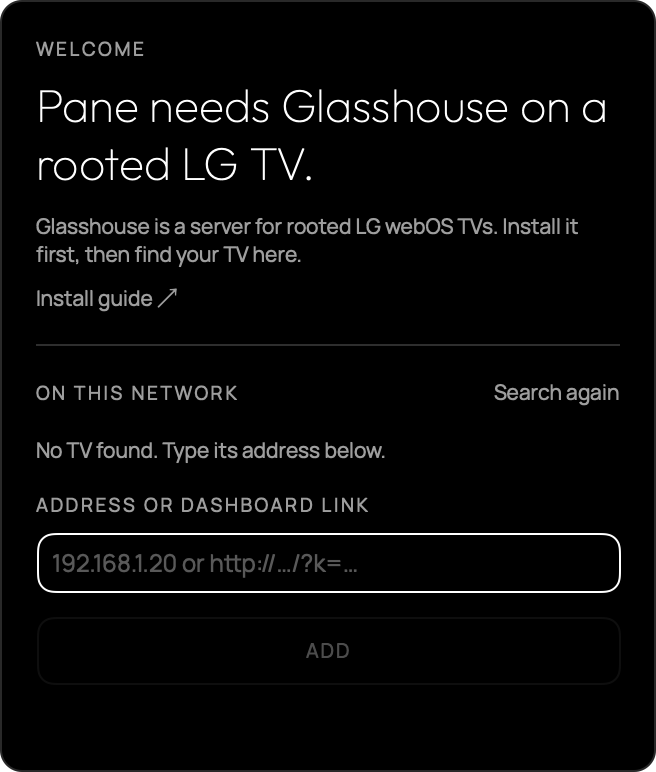 WELCOME
Pane needs Glasshouse on a
rooted LG TV.
Glasshouse is a server for rooted LG webOS TVs. Install it
first, then find your TV here.
Install guide ↗
ON THIS NETWORK
Search again
No TV found. Type its address below.
ADDRESS OR DASHBOARD LINK
192.168.1.20 or http://…/?k=…
ADD